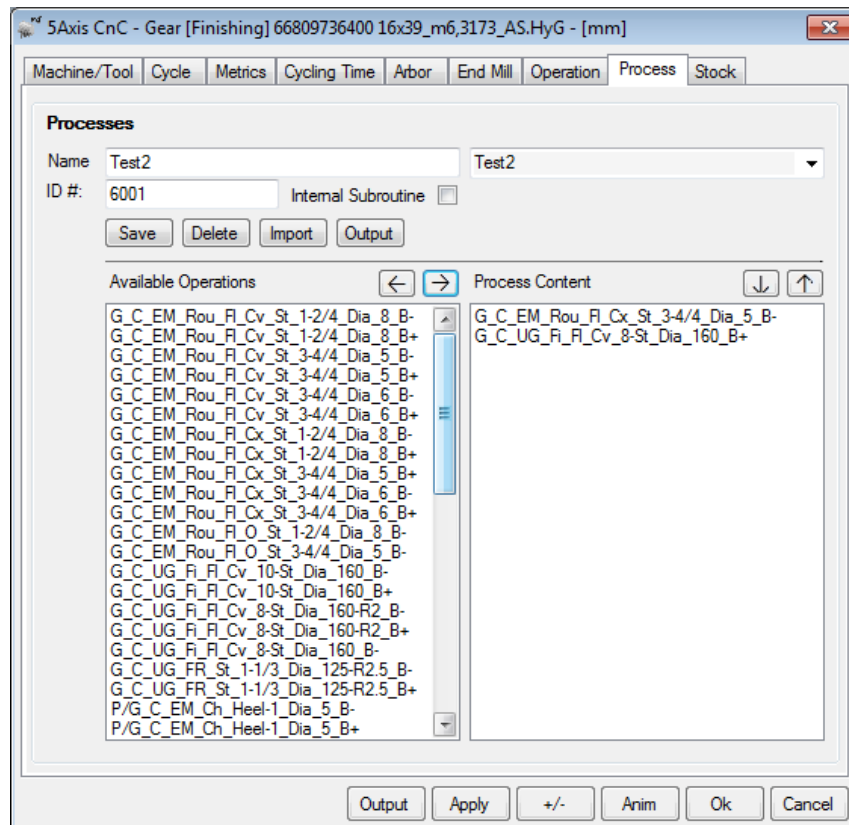 5Axis CnC - Gear [Finishing] 66809736400 16x39_m6,3173_AS.HyG - [mm]
Machine/Tool Cycle Metrics Cycling Time Arbor End Mill Operation Process Stock
Processes
Name Test2 Test2
ID #: 6001 Internal Subroutine
Save Delete Import Output
Available Operations Process Content
G_C_EM_Rou_Fl_Cv_St_1-2/4_Dia_8_B- G_C_EM_Rou_Fl_Cx_St_3-4/4_Dia_5_B-
G_C_EM_Rou_Fl_Cv_St_1-2/4_Dia_8_B+ G_C_UG_Fi_Fl_Cv_8-St_Dia_160_B+
G_C_EM_Rou_Fl_Cv_St_3-4/4_Dia_5_B-
G_C_EM_Rou_Fl_Cv_St_3-4/4_Dia_5_B+
G_C_EM_Rou_Fl_Cv_St_3-4/4_Dia_6_B-
G_C_EM_Rou_Fl_Cv_St_3-4/4_Dia_6_B+
G_C_EM_Rou_Fl_Cx_St_1-2/4_Dia_8_B-
G_C_EM_Rou_Fl_Cx_St_1-2/4_Dia_8_B+
G_C_EM_Rou_Fl_Cx_St_3-4/4_Dia_5_B+
G_C_EM_Rou_Fl_Cx_St_3-4/4_Dia_6_B-
G_C_EM_Rou_Fl_Cx_St_3-4/4_Dia_6_B+
G_C_EM_Rou_Fl_O_St_1-2/4_Dia_8_B-
G_C_EM_Rou_Fl_O_St_3-4/4_Dia_5_B-
G_C_UG_Fi_Fl_Cv_10-St_Dia_160_B-
G_C_UG_Fi_Fl_Cv_10-St_Dia_160_B+
G_C_UG_Fi_Fl_Cv_8-St_Dia_160-R2_B-
G_C_UG_Fi_Fl_Cv_8-St_Dia_160-R2_B+
G_C_UG_Fi_Fl_Cv_8-St_Dia_160_B-
G_C_UG_FR_St_1-1/3_Dia_125-R2.5_B-
G_C_UG_FR_St_1-1/3_Dia_125-R2.5_B+
P/G_C_EM_Ch_Heel-1_Dia_5_B-
P/G_C_EM_Ch_Heel-1_Dia_5_B+
Output Apply +/- Anim Ok Cancel